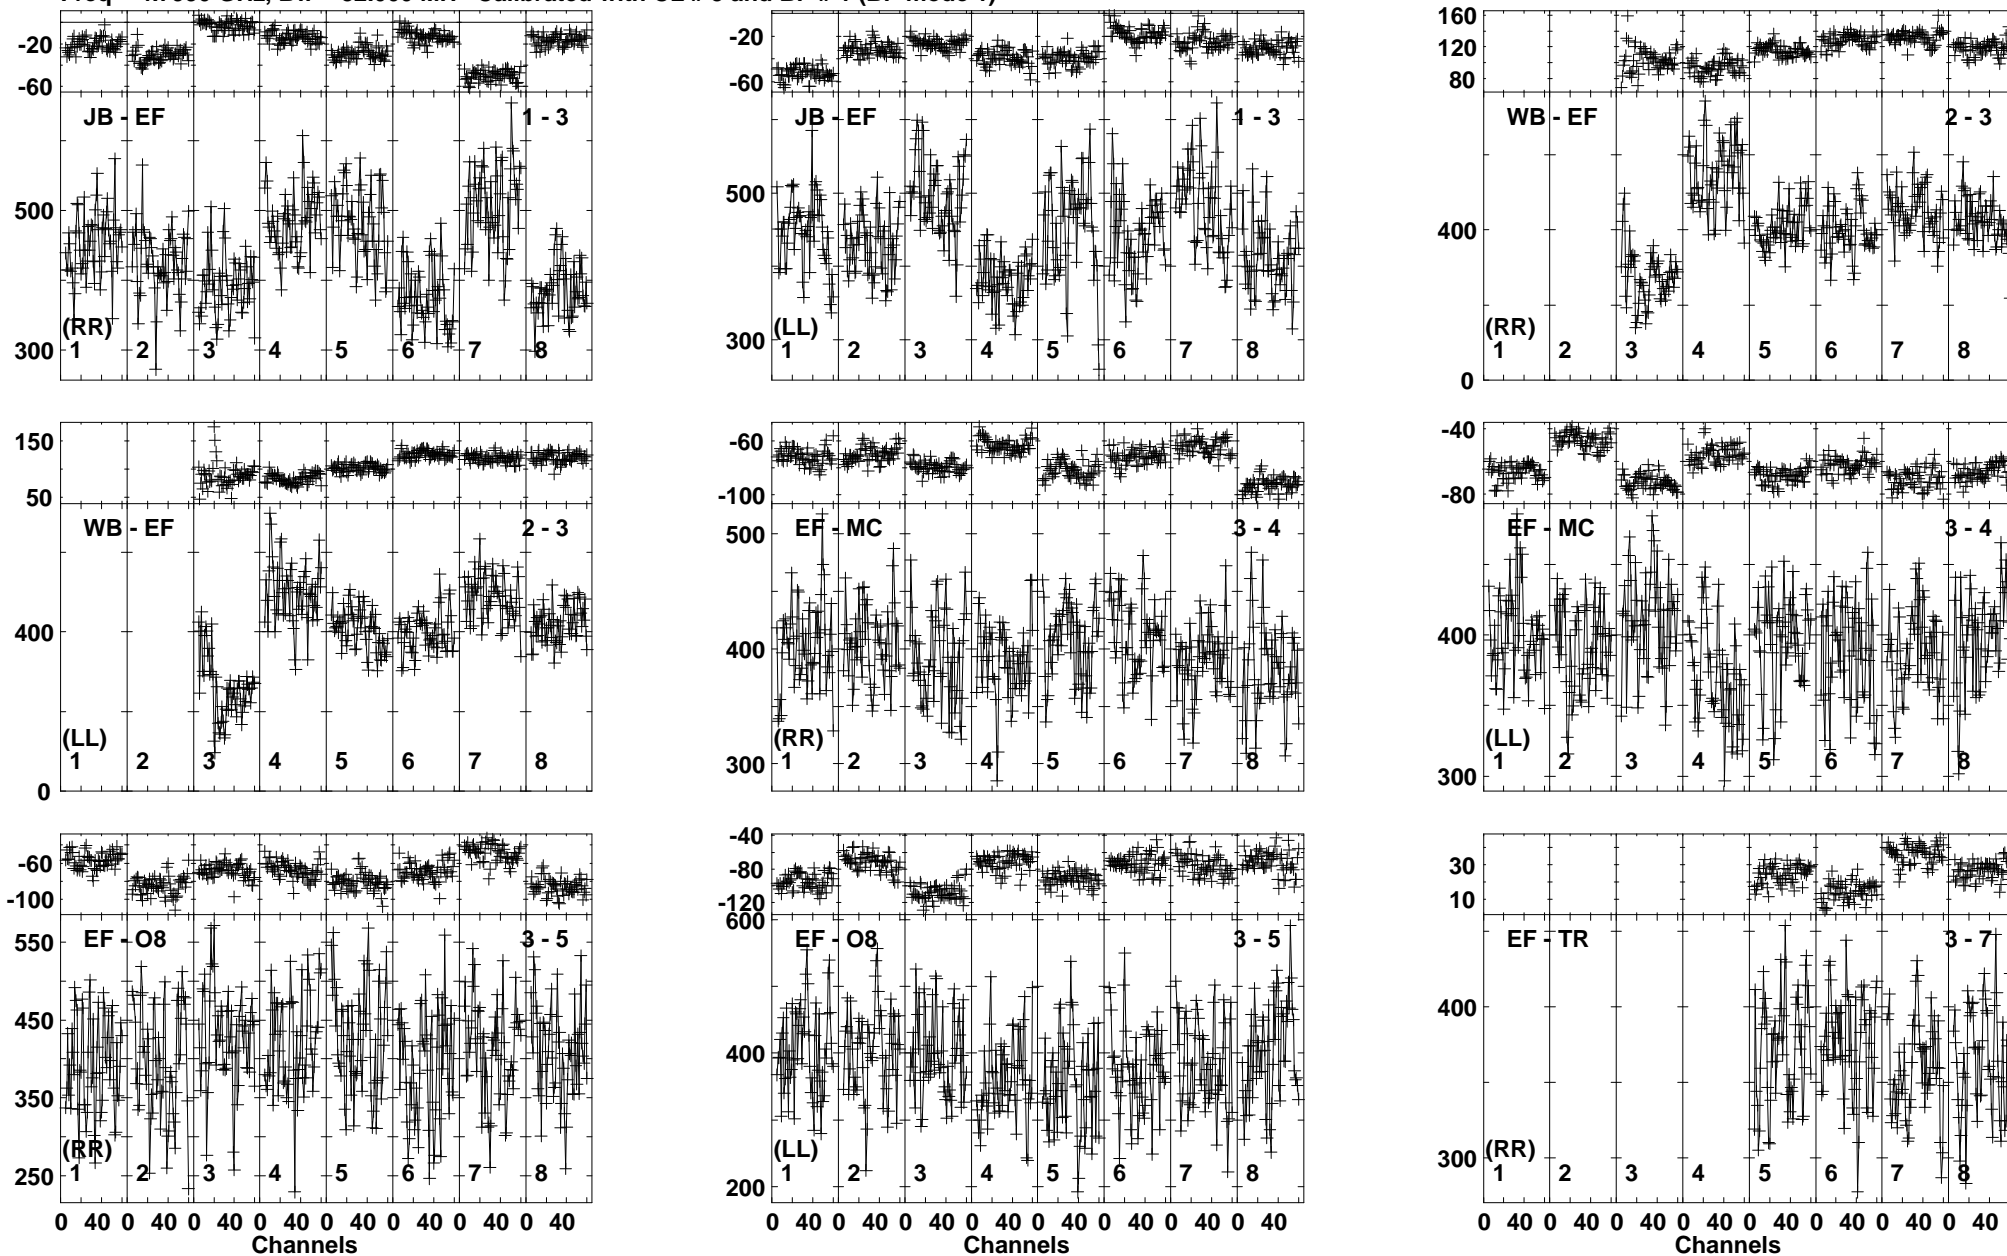 -20 -60
JB - EF 1 - 3
500
300
(RR)
1 2 3 4 5 6 7 8
-20 -60
JB - EF 1 - 3
500
300
(LL)
1 2 3 4 5 6 7 8
160 120 80
WB - EF 2 - 3
400
0
(RR)
1 2 3 4 5 6 7 8
150 50
WB - EF 2 - 3
400
0
(LL)
1 2 3 4 5 6 7 8
-60 -100
EF - MC 3 - 4
500
400
300
(RR)
1 2 3 4 5 6 7 8
-40 -80
EF - MC 3 - 4
400
300
(LL)
1 2 3 4 5 6 7 8
-60 -100
EF - O8 3 - 5
550
450
350
250
(RR)
1 2 3 4 5 6 7 8
0 40 0 40 0 40 0 40 0 40 0 40 0 40 0 40
Channels
-40 -80 -120
EF - O8 3 - 5
600
400
200
(LL)
1 2 3 4 5 6 7 8
0 40 0 40 0 40 0 40 0 40 0 40 0 40 0 40
Channels
30 10
EF - TR 3 - 7
400
300
(RR)
1 2 3 4 5 6 7 8
0 40 0 40 0 40 0 40 0 40 0 40 0 40 0 40
Channels